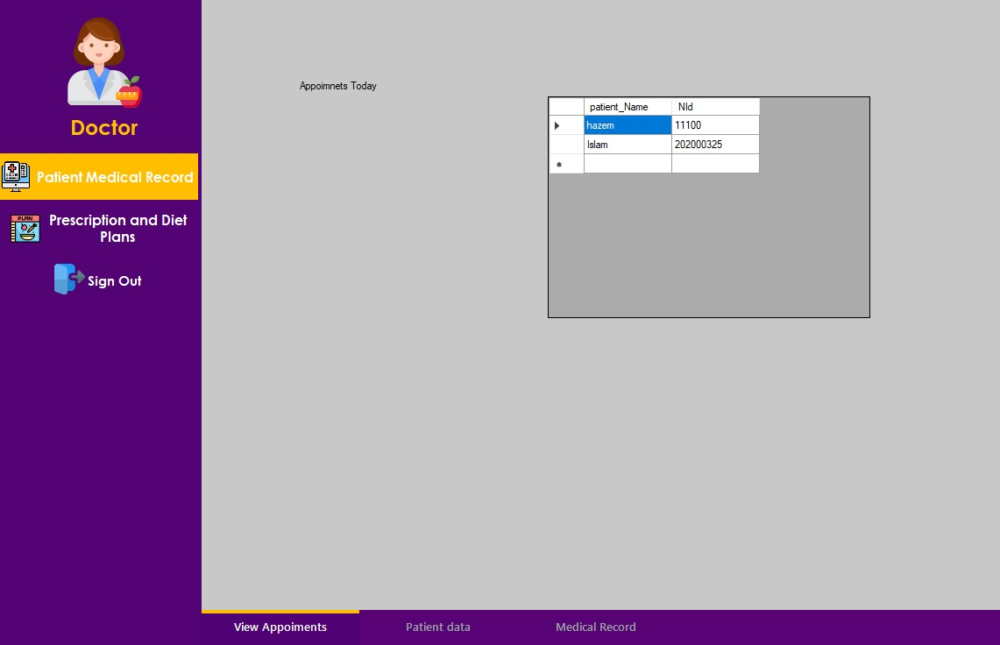 Doctor
Patient Medical Record
PLAN
Prescription and Diet
Plans
Sign Out
Appoimnets Today
patient_Name NId
hazem 11100
Islam 202000325
View Appoiments Patient data Medical Record